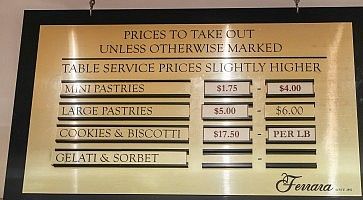 PRICES TO TAKE OUT
UNLESS OTHERWISE MARKED
TABLE SERVICE PRICES SLIGHTLY HIGHER
MINI PASTRIES $1.75 - $4.00
LARGE PASTRIES $5.00 - $6.00
COOKIES & BISCOTTI $17.50 - PER LB
GELATI & SORBET -
Ferrara